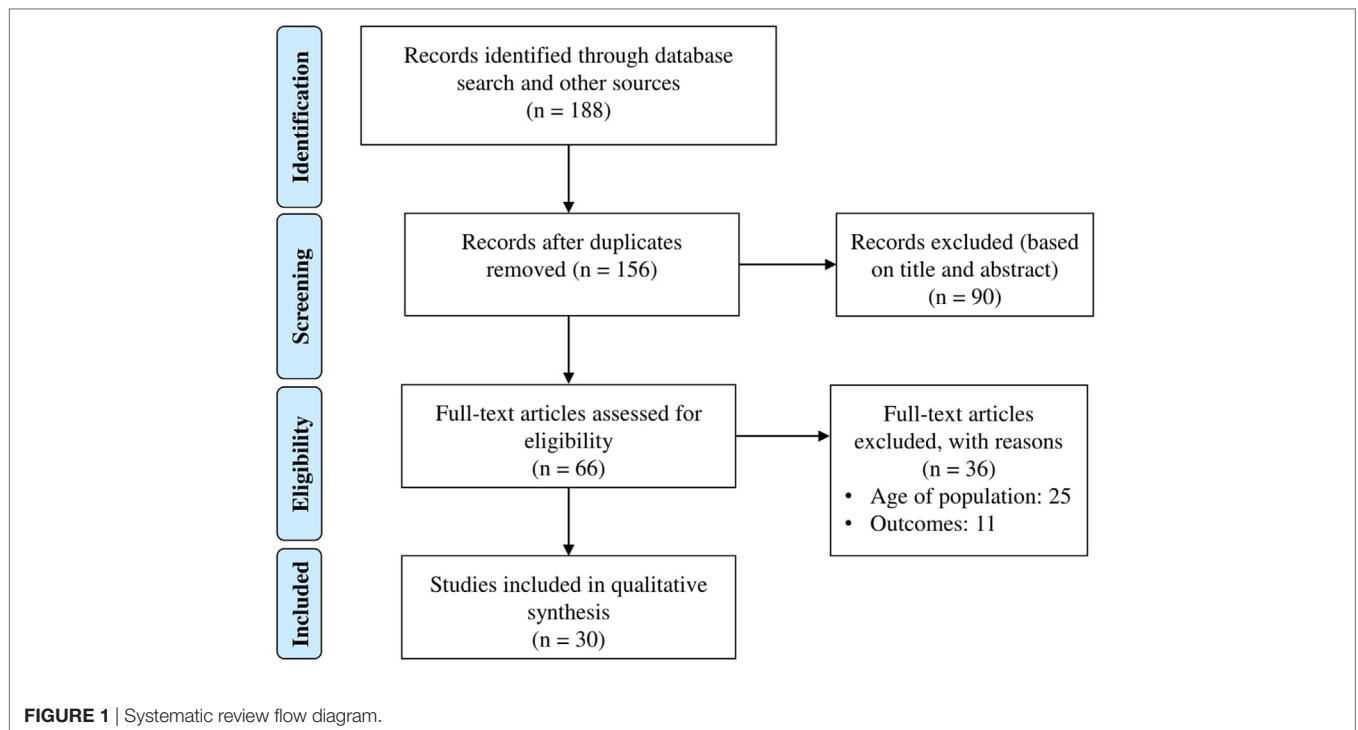 Identification
Records identified through database
search and other sources
(n = 188)
Screening
Records after duplicates
removed (n = 156)
Records excluded (based
on title and abstract)
(n = 90)
Eligibility
Full-text articles assessed for
eligibility
(n = 66)
Full-text articles
excluded, with reasons
(n = 36)
• Age of population: 25
• Outcomes: 11
Included
Studies included in qualitative
synthesis
(n = 30)
FIGURE 1 | Systematic review flow diagram.